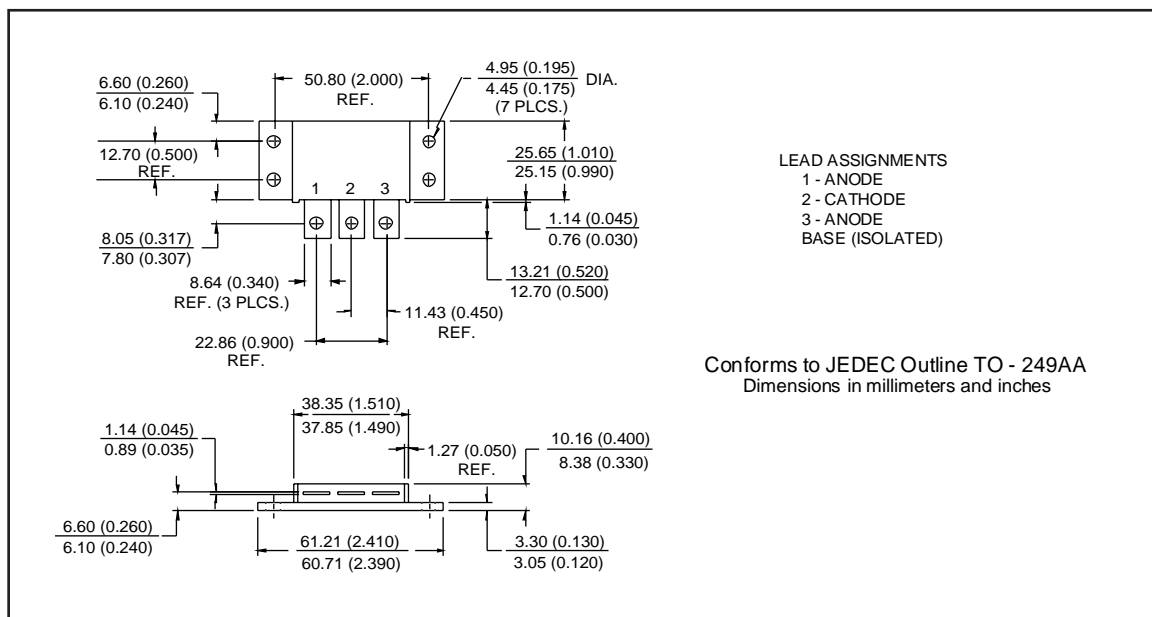 6.60 (0.260)
6.10 (0.240)
50.80 (2.000)
REF.
4.95 (0.195)
4.45 (0.175)
DIA.
(7 PLCS.)
12.70 (0.500)
REF.
25.65 (1.010)
25.15 (0.990)
1 2 3
8.05 (0.317)
7.80 (0.307)
1.14 (0.045)
0.76 (0.030)
8.64 (0.340)
REF. (3 PLCS.)
13.21 (0.520)
12.70 (0.500)
11.43 (0.450)
REF.
22.86 (0.900)
REF.
LEAD ASSIGNMENTS
1 - ANODE
2 - CATHODE
3 - ANODE
BASE (ISOLATED)
Conforms to JEDEC Outline TO - 249AA
Dimensions in millimeters and inches
38.35 (1.510)
37.85 (1.490)
1.14 (0.045)
0.89 (0.035)
1.27 (0.050)
REF.
10.16 (0.400)
8.38 (0.330)
6.60 (0.260)
6.10 (0.240)
61.21 (2.410)
60.71 (2.390)
3.30 (0.130)
3.05 (0.120)